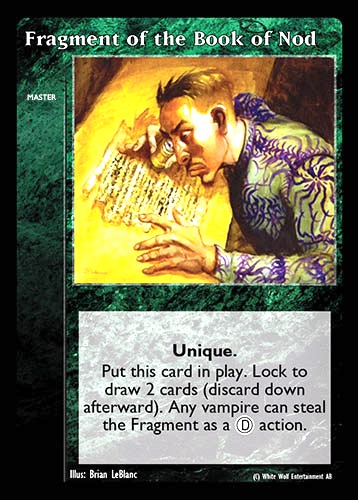 Fragment of the Book of Nod
MASTER
Unique.
Put this card in play. Lock to
draw 2 cards (discard down
afterward). Any vampire can steal
the Fragment as a Ⓓ action.
Illus: Brian LeBlanc
(C) White Wolf Entertainment AB